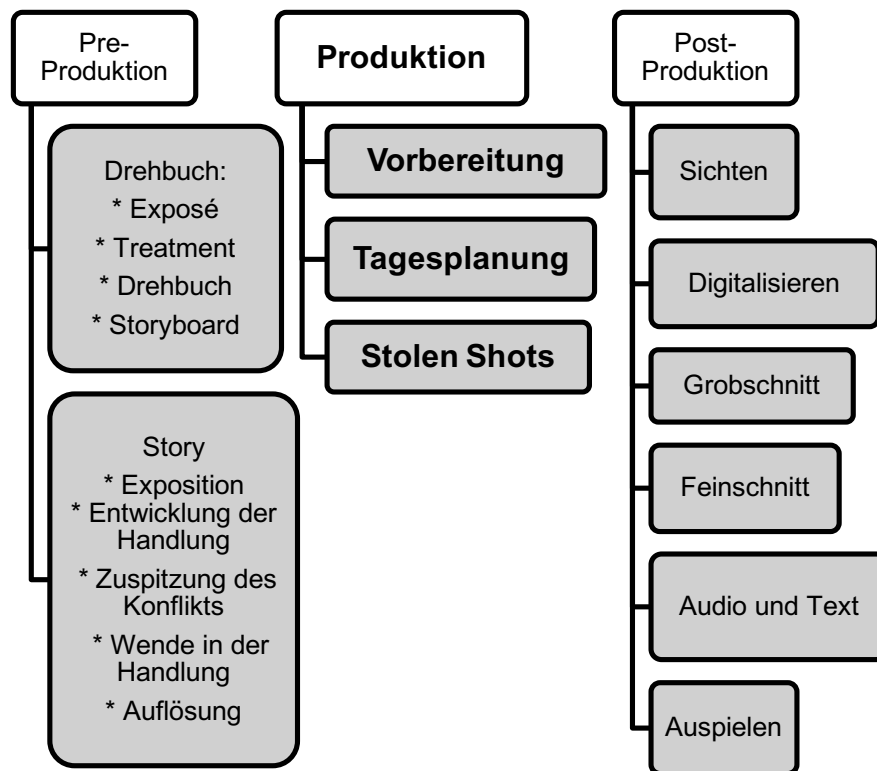 Pre-
Produktion
Drehbuch:
* Exposé
* Treatment
* Drehbuch
* Storyboard
Story
* Exposition
* Entwicklung der
Handlung
* Zuspitzung des
Konflikts
* Wende in der
Handlung
* Auflösung
Produktion
Vorbereitung
Tagesplanung
Stolen Shots
Post-
Produktion
Sichten
Digitalisieren
Grobschnitt
Feinschnitt
Audio und Text
Auspielen